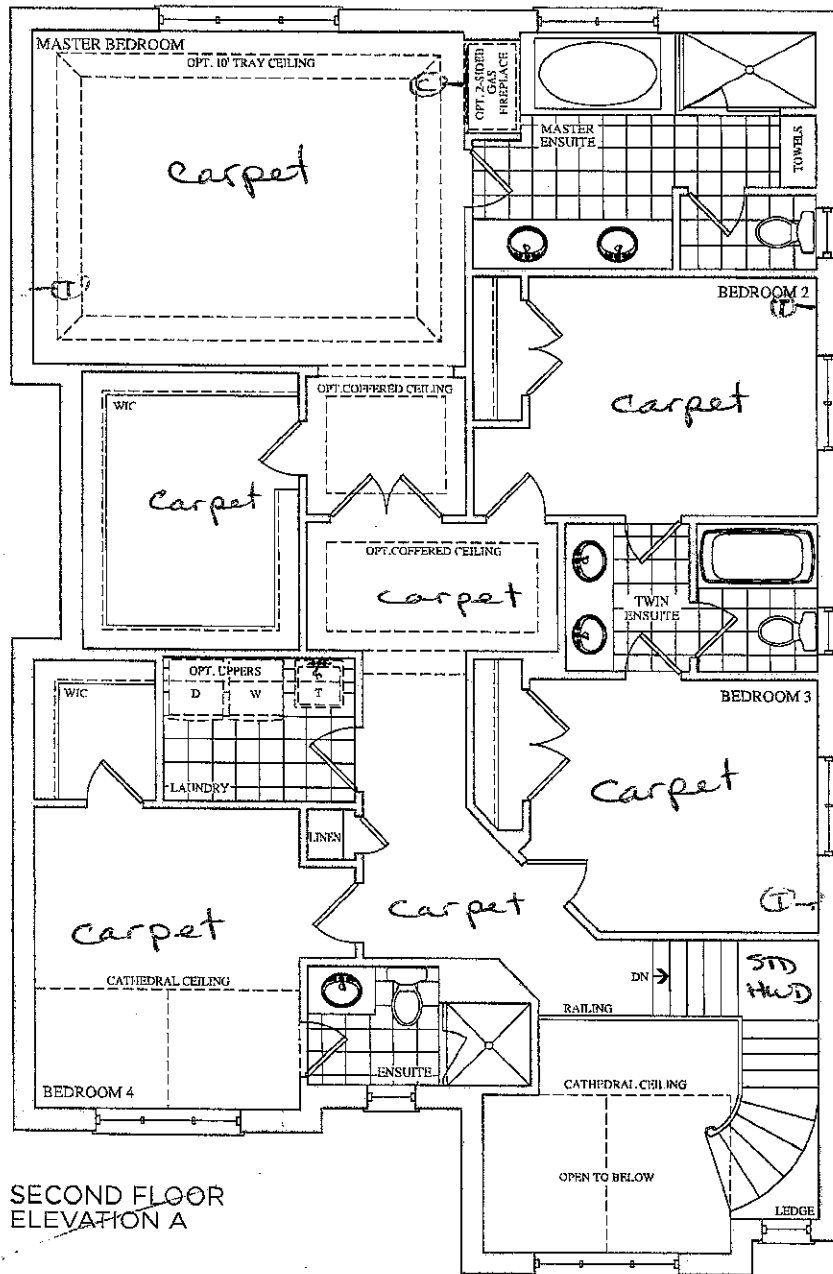 MASTER BEDROOM
OPT. 10' TRAY CEILING
C
carpet
T
OPT. 2-SIDED
GAS
FIREPLACE
MASTER
ENSUITE
TOWELS
BEDROOM 2
T
carpet
OPT.COFFERED CEILING
WIC
carpet
OPT.COFFERED CEILING
carpet
TWIN
ENSUITE
WIC
OPT. UPPERS
D
W
T
LAUNDRY
BEDROOM 3
carpet
T
LINEN
carpet
carpet
CATHEDRAL CEILING
BEDROOM 4
ENSUITE
DN
STD
HWD
RAILING
CATHEDRAL CEILING
OPEN TO BELOW
LEDGE
SECOND FLOOR
ELEVATION A